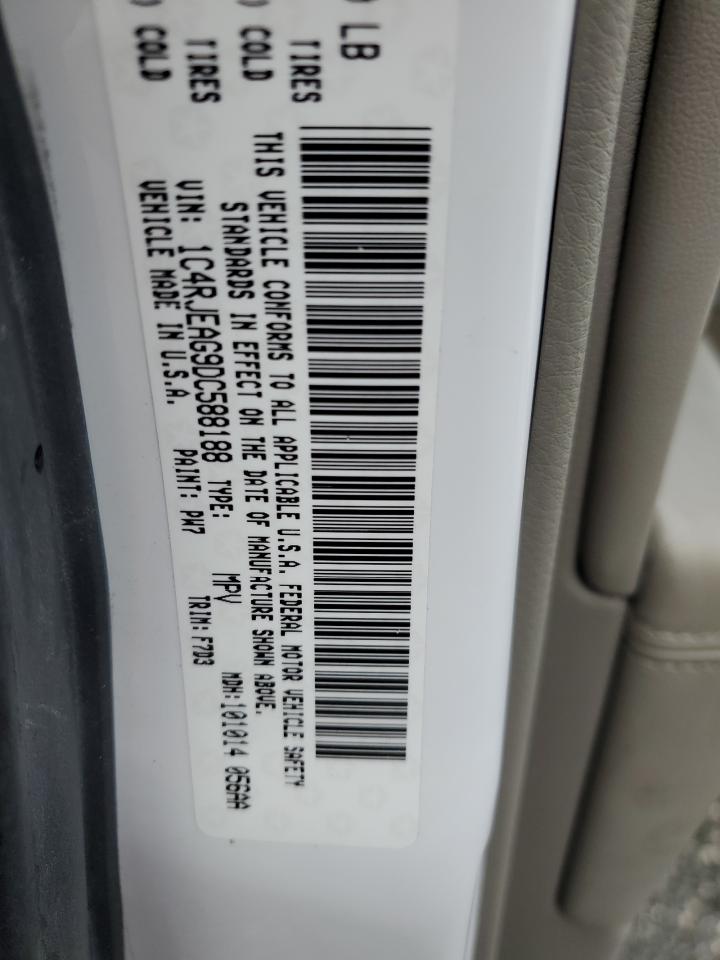 ) LB
TIRES
) COLD
TIRES
) COLD
THIS VEHICLE CONFORMS TO ALL APPLICABLE U.S.A. FEDERAL MOTOR VEHICLE SAFETY
STANDARDS IN EFFECT ON THE DATE OF MANUFACTURE SHOWN ABOVE.
MDH:101014 056AA
VIN: 1C4RJEAG9DC588188 TYPE: MPV
VEHICLE MADE IN U.S.A. PAINT: PW7 TRIM: F7D3